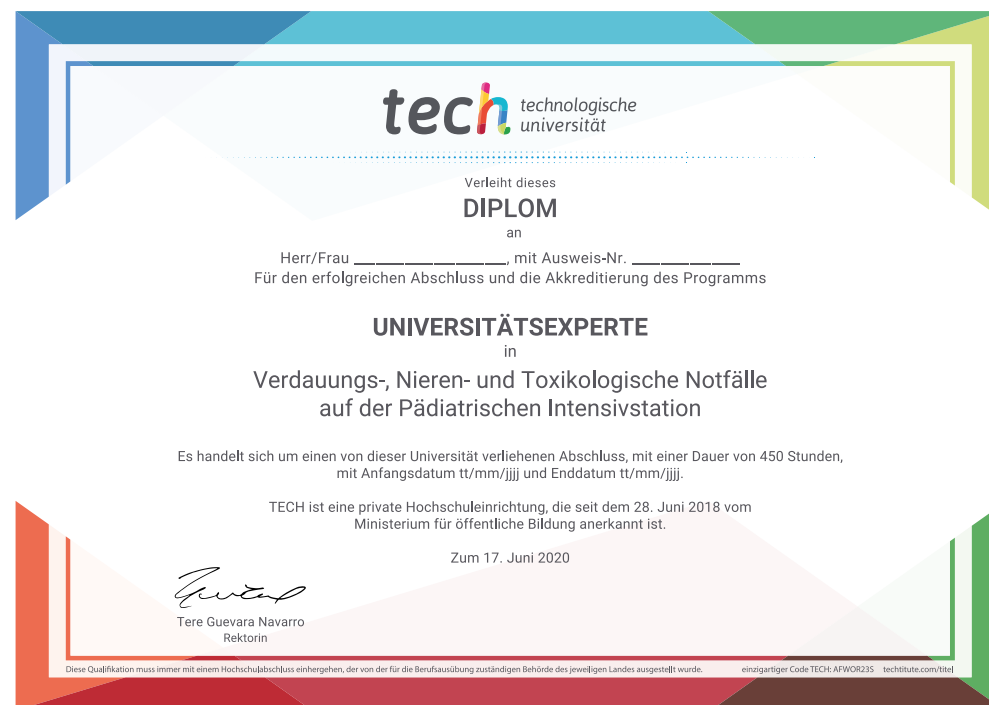 tech technologische
universität
Verleiht dieses
DIPLOM
an
Herr/Frau ________________, mit Ausweis-Nr. ___________
Für den erfolgreichen Abschluss und die Akkreditierung des Programms
UNIVERSITÄTSEXPERTE
in
Verdauungs-, Nieren- und Toxikologische Notfälle
auf der Pädiatrischen Intensivstation
Es handelt sich um einen von dieser Universität verliehenen Abschluss, mit einer Dauer von 450 Stunden,
mit Anfangsdatum tt/mm/jjjj und Enddatum tt/mm/jjjj.
TECH ist eine private Hochschuleinrichtung, die seit dem 28. Juni 2018 vom
Ministerium für öffentliche Bildung anerkannt ist.
Zum 17. Juni 2020
Tere Guevara Navarro
Rektorin
Diese Qualifikation muss immer mit einem Hochschulabschluss einhergehen, der von der für die Berufsausübung zuständigen Behörde des jeweiligen Landes ausgestellt wurde. einzigartiger Code TECH: AFWOR23S techtitute.com/titel